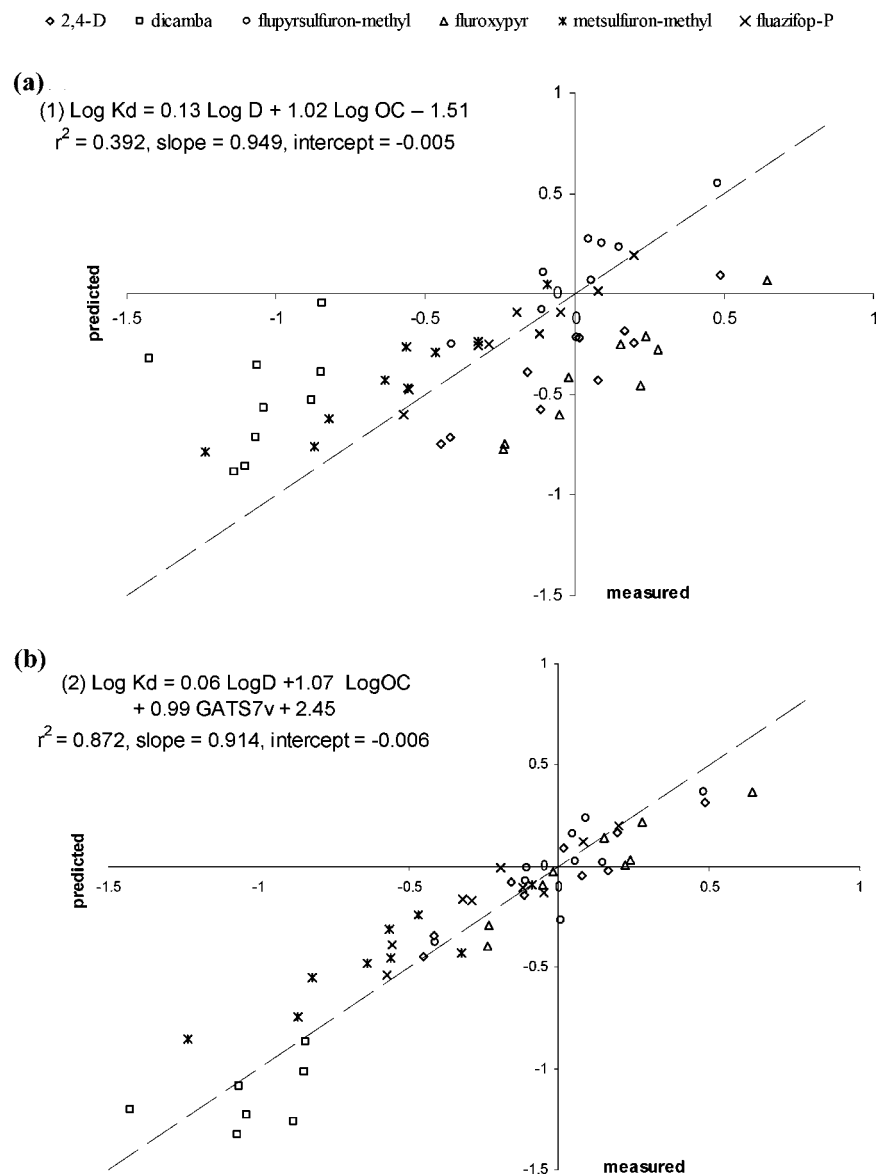 2,4-D dicamba flupyrsulfuron-methyl fluroxypyr metsulfuron-methyl fluazifop-P
(a)
(1) Log Kd = 0.13 Log D + 1.02 Log OC – 1.51
r² = 0.392, slope = 0.949, intercept = -0.005
1
0.5
0
-0.5
-1
-1.5
-1.5 -1 -0.5 0 0.5 1
predicted
measured
(b)
(2) Log Kd = 0.06 LogD +1.07 LogOC
+ 0.99 GATS7v + 2.45
r² = 0.872, slope = 0.914, intercept = -0.006
1
0.5
0
-0.5
-1
-1.5
-1.5 -1 -0.5 0 0.5 1
predicted
measured